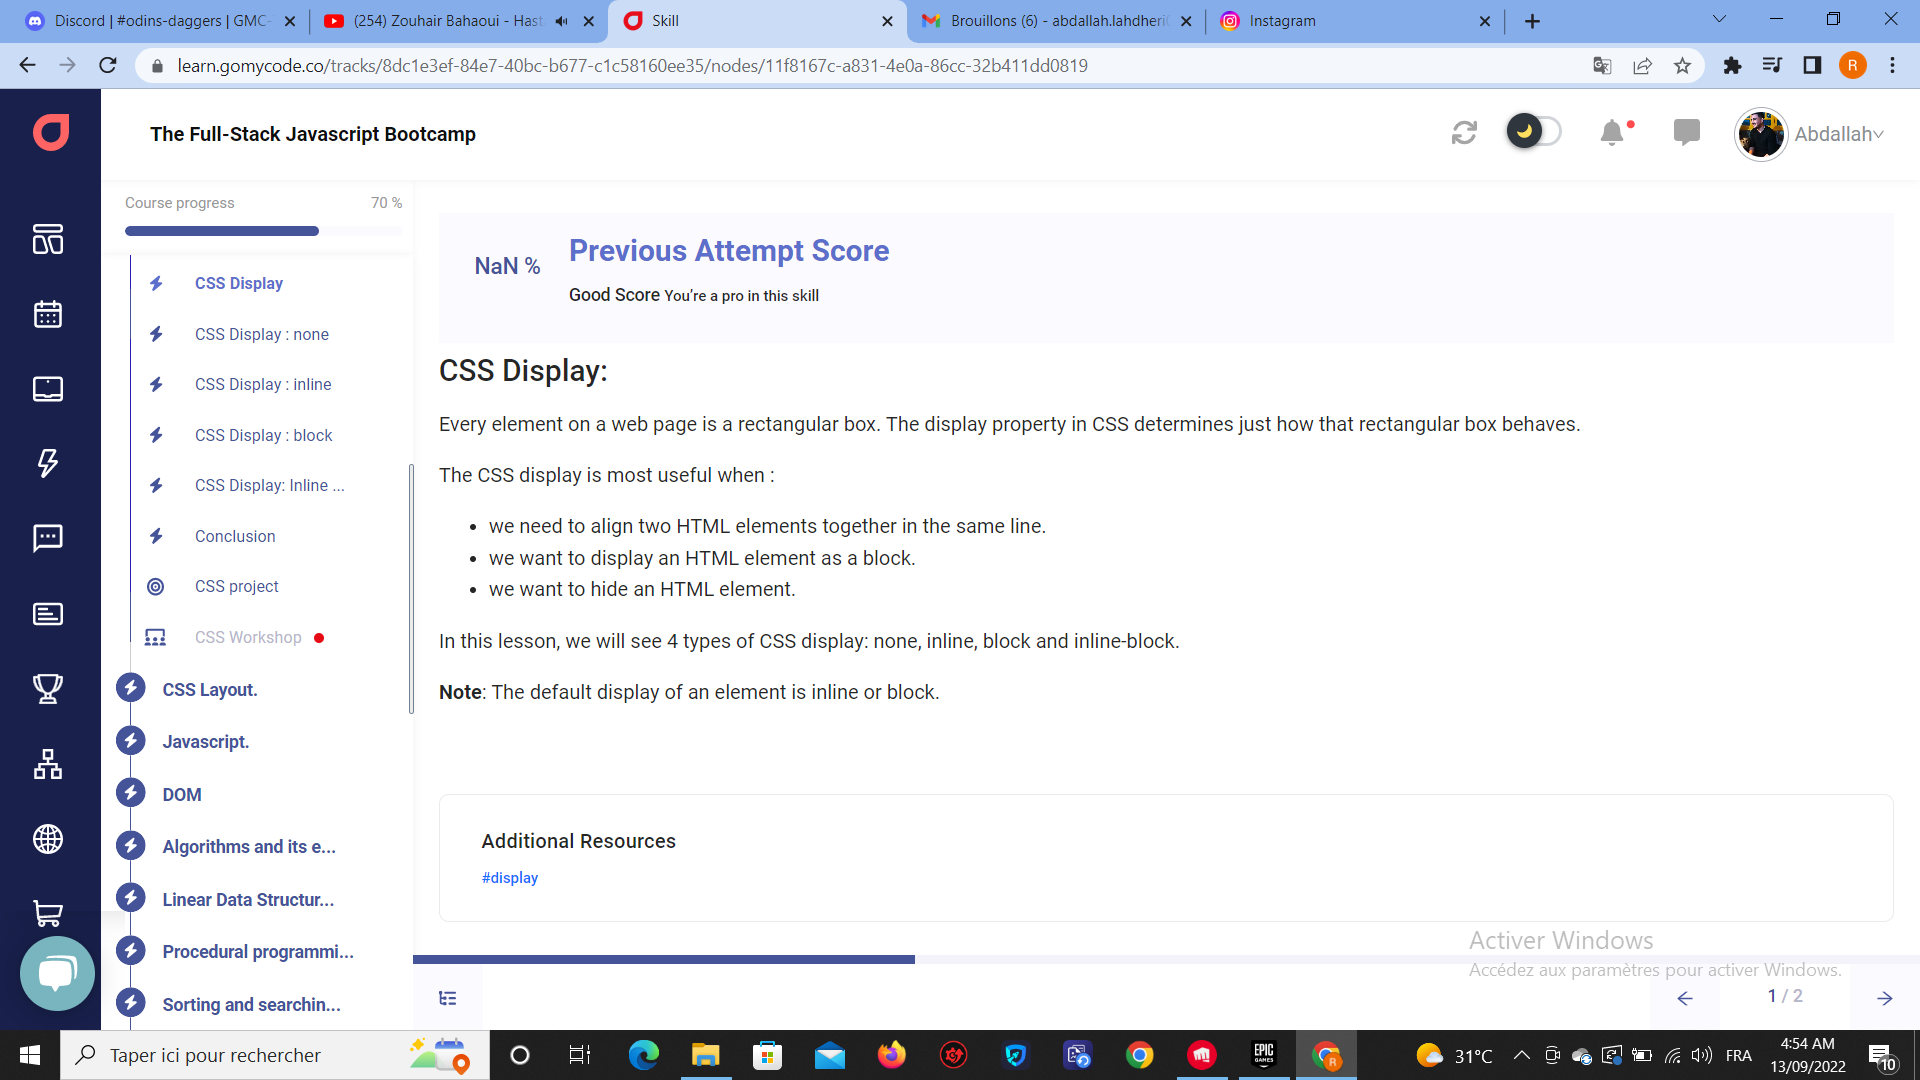 Discord | #odins-daggers | GMC-
(254) Zouhair Bahaoui - Hast
Skill
Brouillons (6) - abdallah.lahdheri
Instagram
learn.gomycode.co/tracks/8dc1e3ef-84e7-40bc-b677-c1c58160ee35/nodes/11f8167c-a831-4e0a-86cc-32b411dd0819
R
The Full-Stack Javascript Bootcamp
Abdallah
Course progress
70 %
CSS Display
CSS Display : none
CSS Display : inline
CSS Display : block
CSS Display: Inline ...
Conclusion
CSS project
CSS Workshop
CSS Layout.
Javascript.
DOM
Algorithms and its e...
Linear Data Structur...
Procedural programmi...
Sorting and searchin...
NaN %
Previous Attempt Score
Good Score You're a pro in this skill
CSS Display:
Every element on a web page is a rectangular box. The display property in CSS determines just how that rectangular box behaves.
The CSS display is most useful when :
• we need to align two HTML elements together in the same line.
• we want to display an HTML element as a block.
• we want to hide an HTML element.
In this lesson, we will see 4 types of CSS display: none, inline, block and inline-block.
Note: The default display of an element is inline or block.
Additional Resources
#display
Activer Windows
Accédez aux paramètres pour activer Windows.
1 / 2
Taper ici pour rechercher
EPIC
GAMES
R
31°C
FRA
4:54 AM
13/09/2022
10